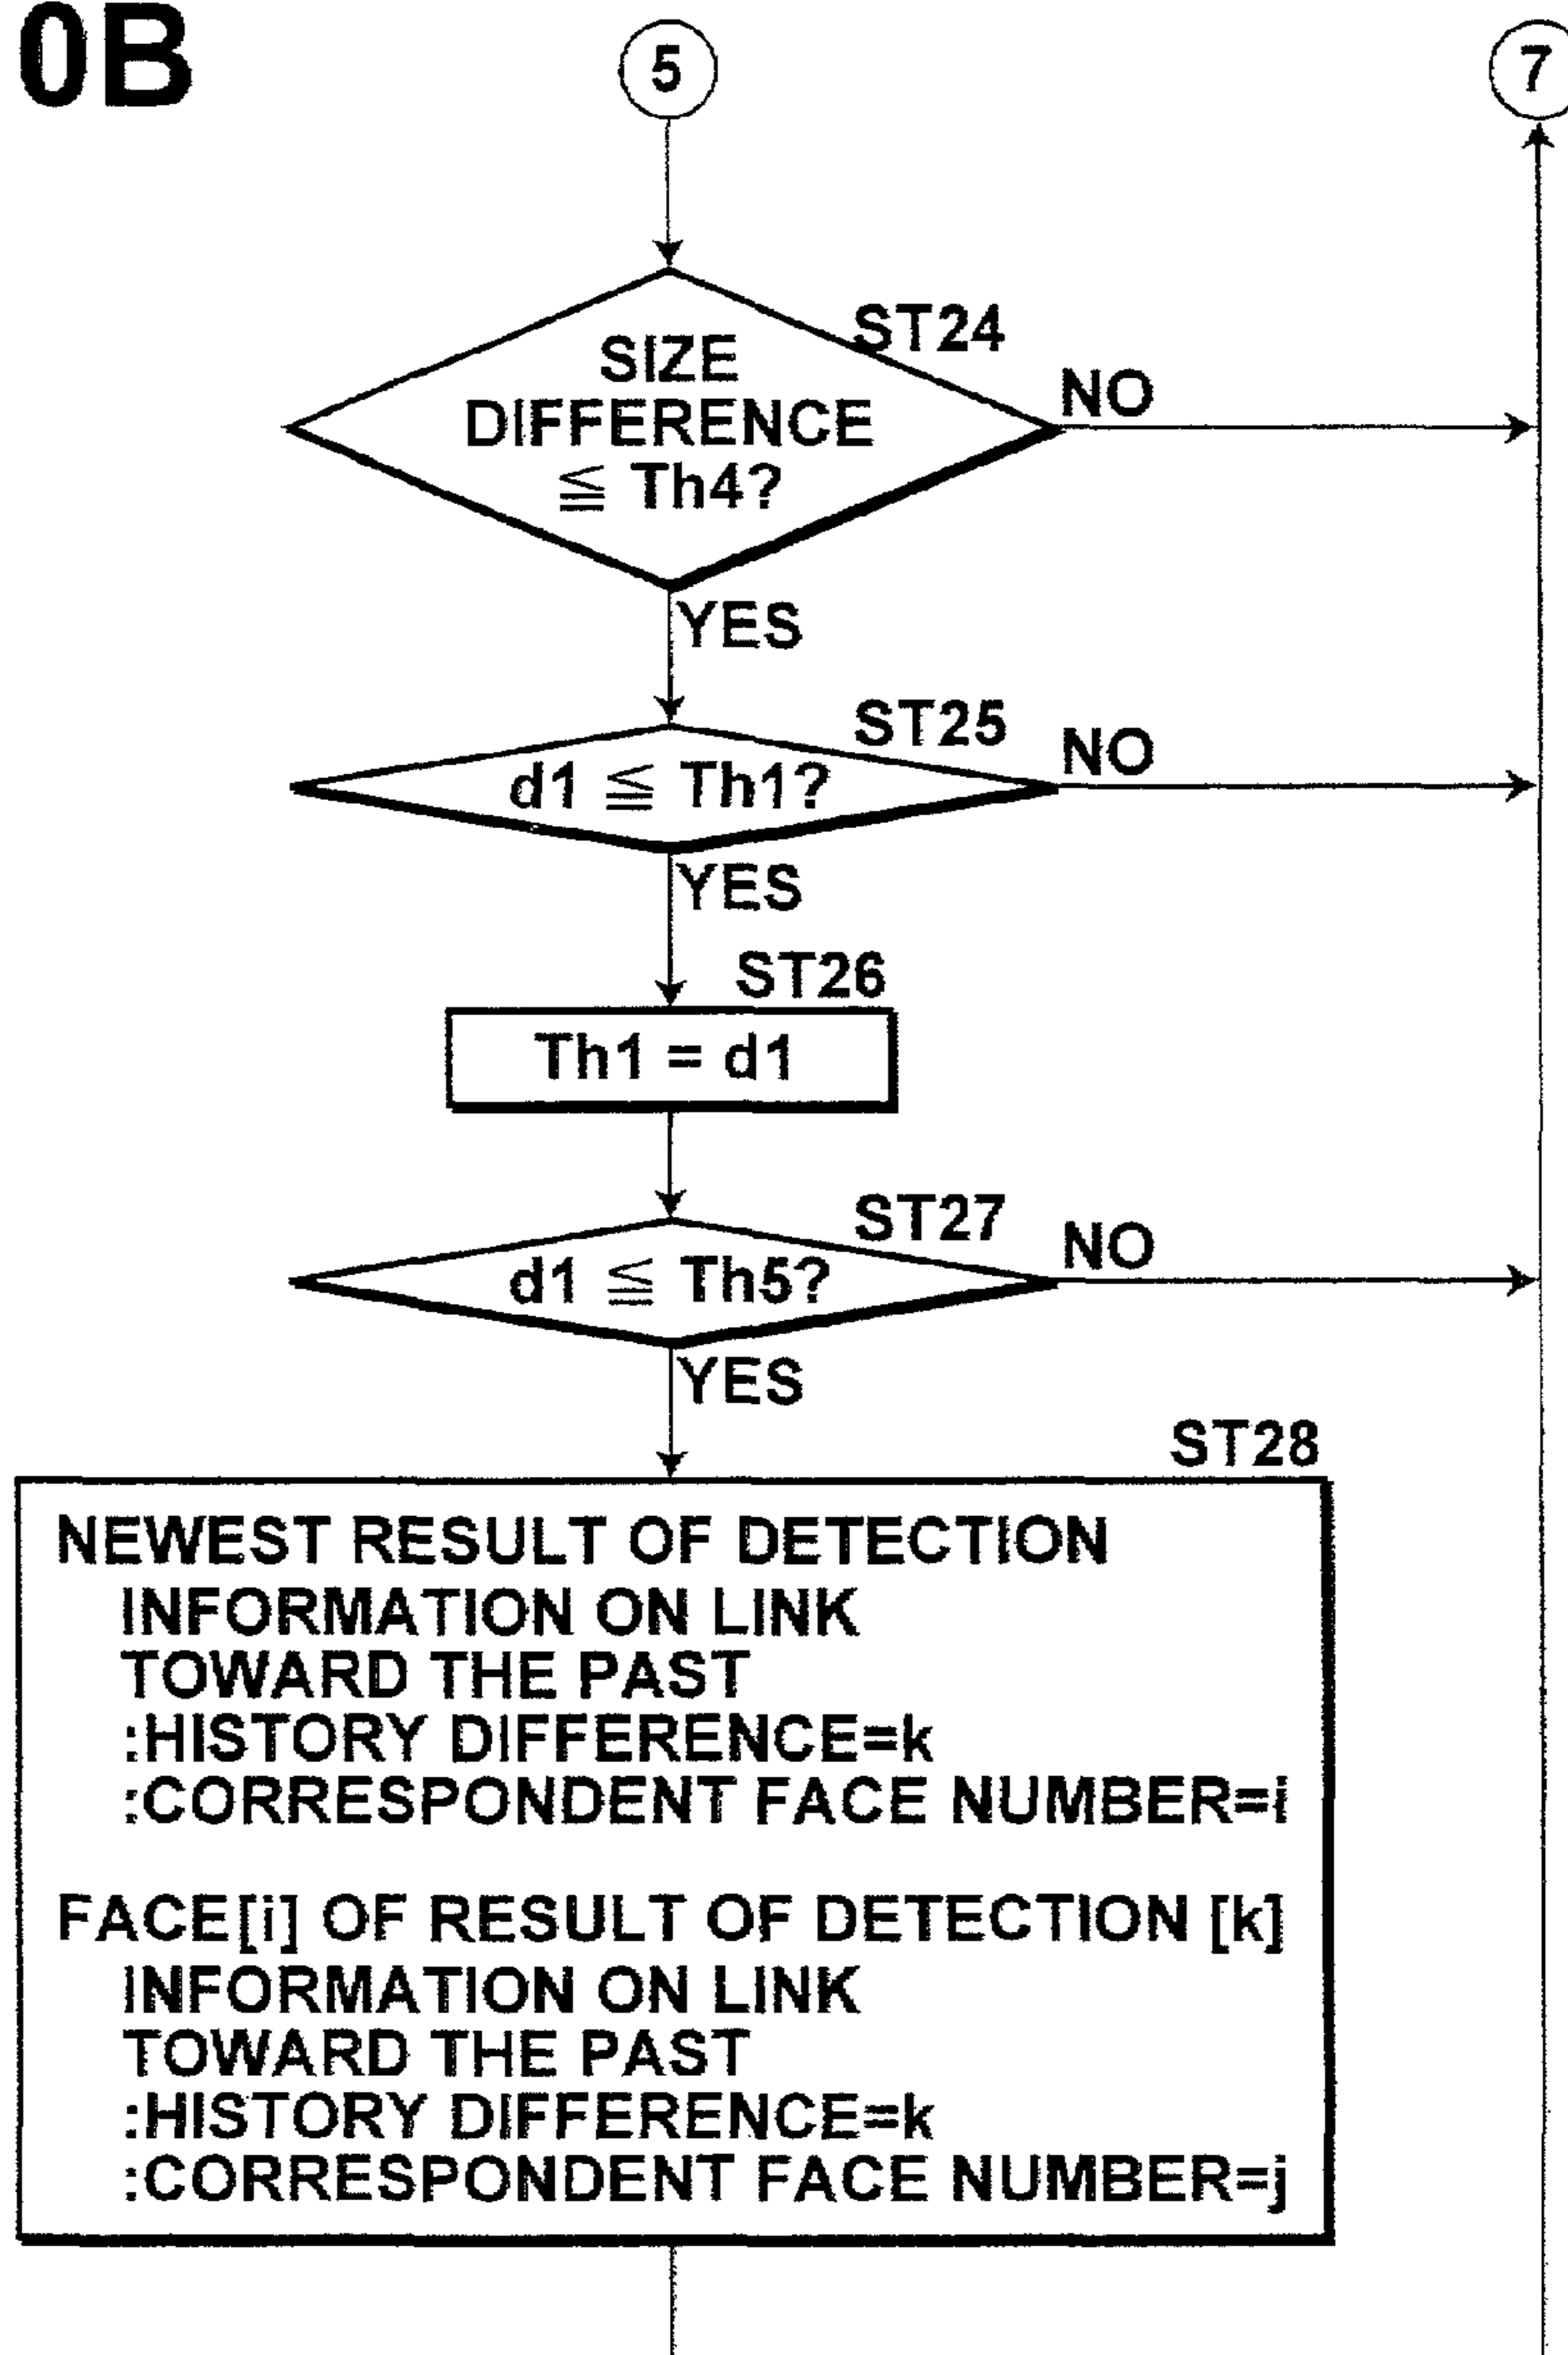 0B
5
7
ST24
SIZE
DIFFERENCE
≦ Th4?
NO
YES
ST25
d1 ≦ Th1?
NO
YES
ST26
Th1 = d1
ST27
d1 ≦ Th5?
NO
YES
ST28
NEWEST RESULT OF DETECTION
INFORMATION ON LINK
TOWARD THE PAST
:HISTORY DIFFERENCE=k
:CORRESPONDENT FACE NUMBER=i
FACE[i] OF RESULT OF DETECTION [k]
INFORMATION ON LINK
TOWARD THE PAST
:HISTORY DIFFERENCE=k
:CORRESPONDENT FACE NUMBER=j